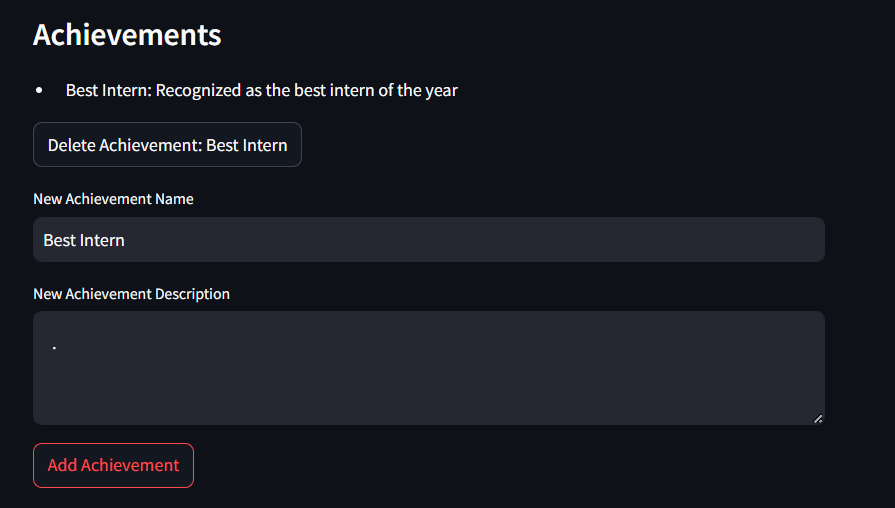 Achievements
• Best Intern: Recognized as the best intern of the year
Delete Achievement: Best Intern
New Achievement Name
Best Intern
New Achievement Description
.
Add Achievement